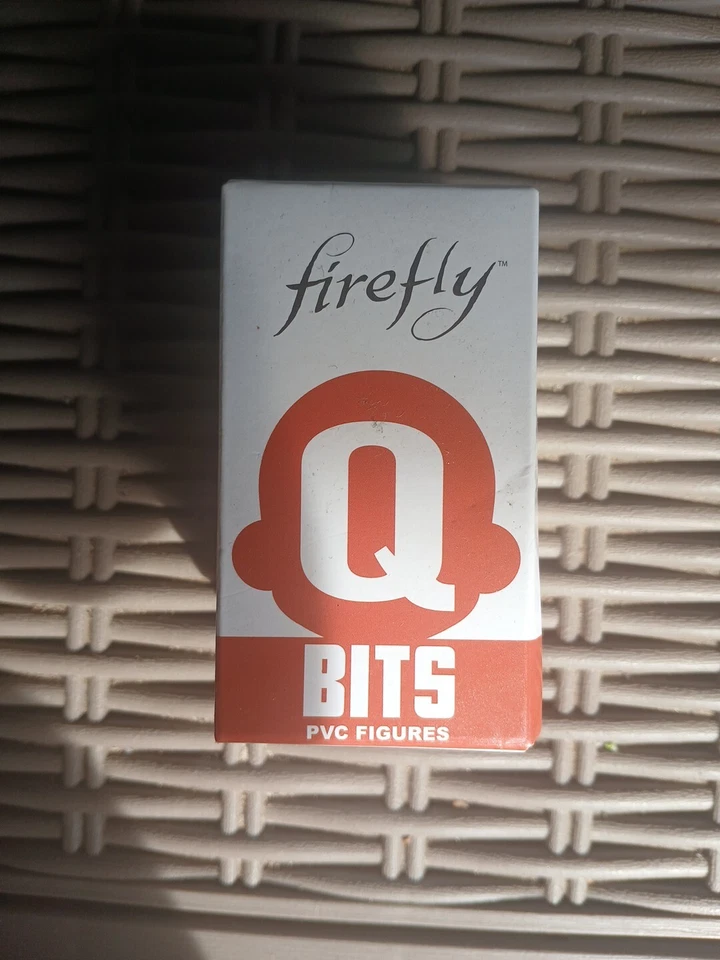 firefly™
Q
BITS
PVC FIGURES